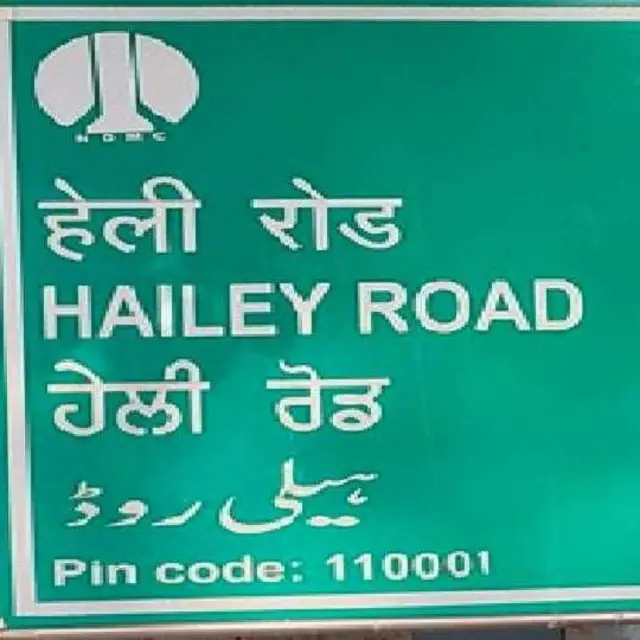 NDMC
हेली रोड
HAILEY ROAD
ਹੇਲੀ ਰੋਡ
ہیلی روڈ
Pin code: 110001